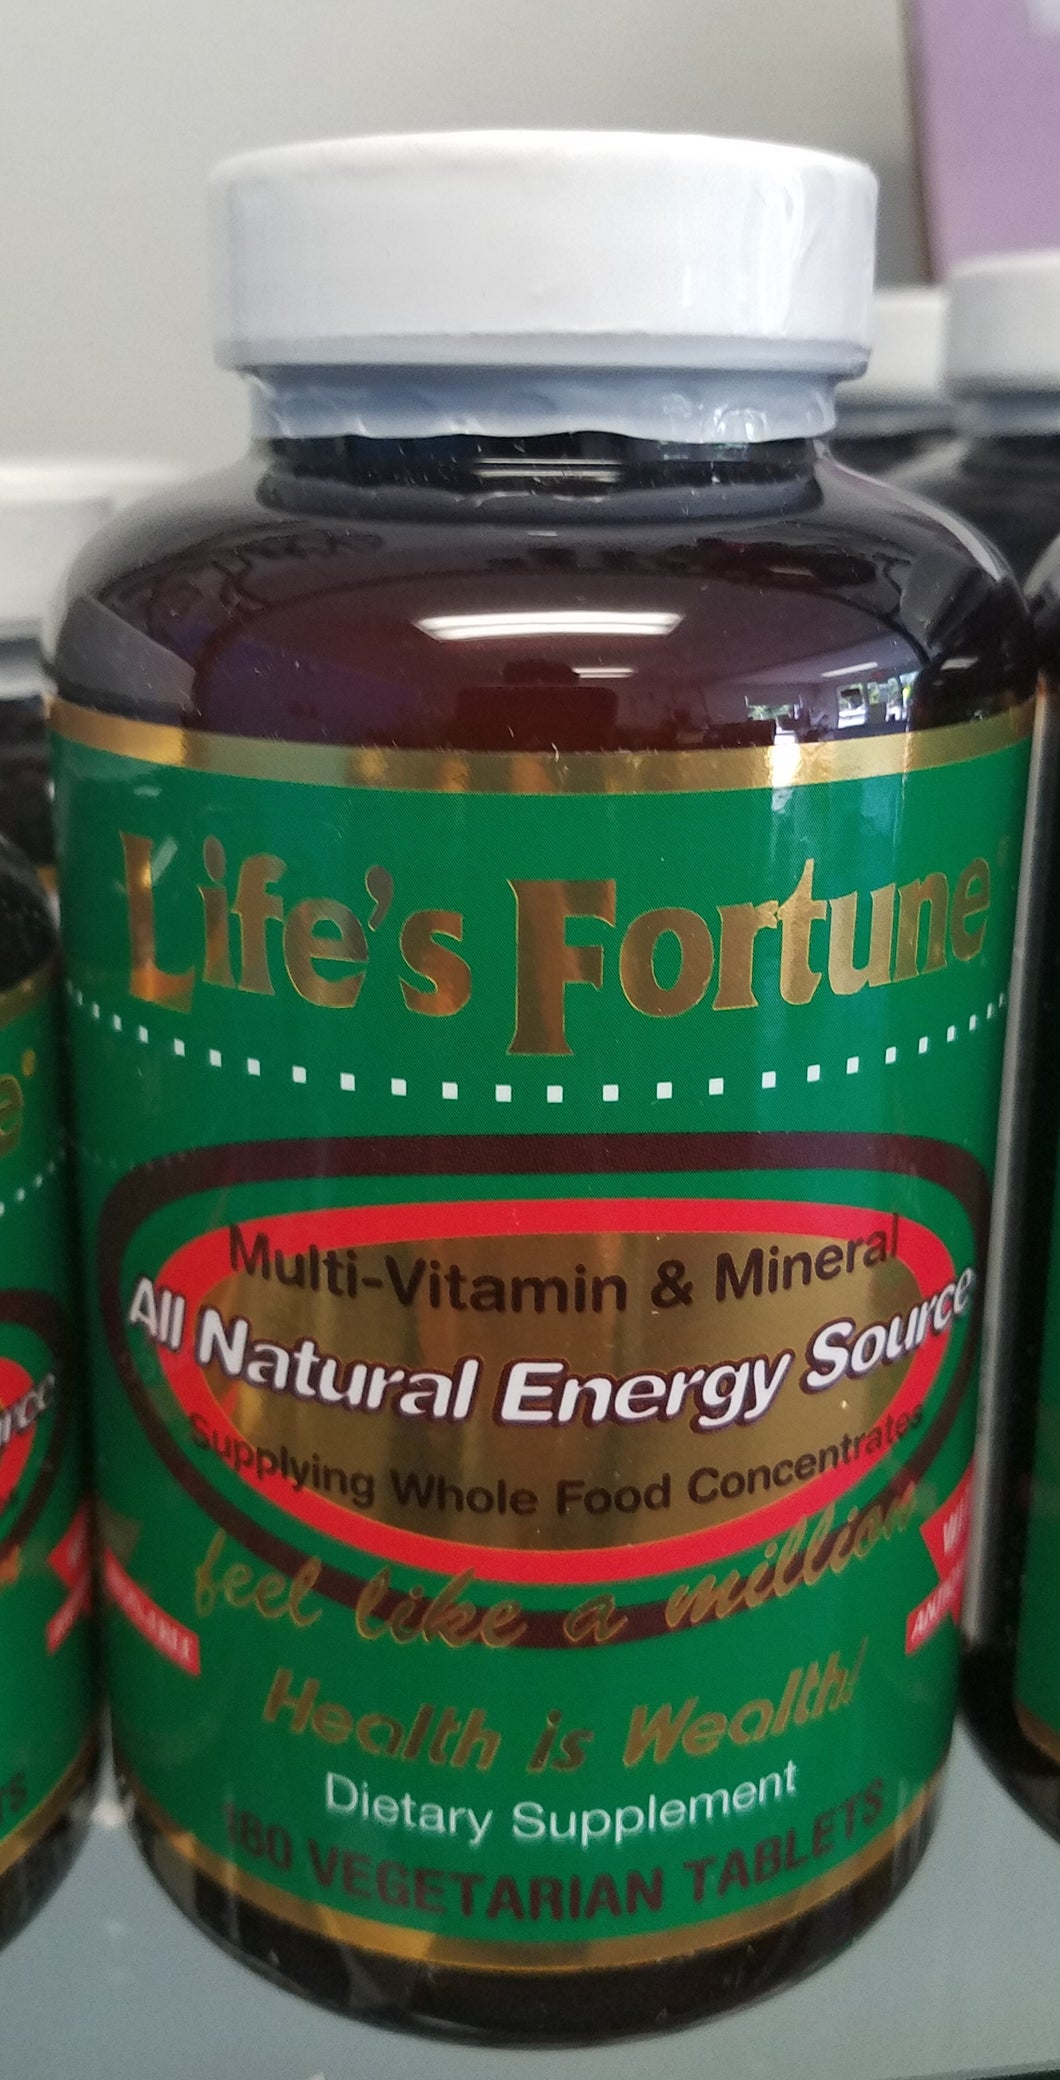 Life's Fortune
Multi-Vitamin & Mineral
All Natural Energy Source
Supplying Whole Food Concentrates
feel like a million
Health is Wealth!
Dietary Supplement
180 VEGETARIAN TABLETS